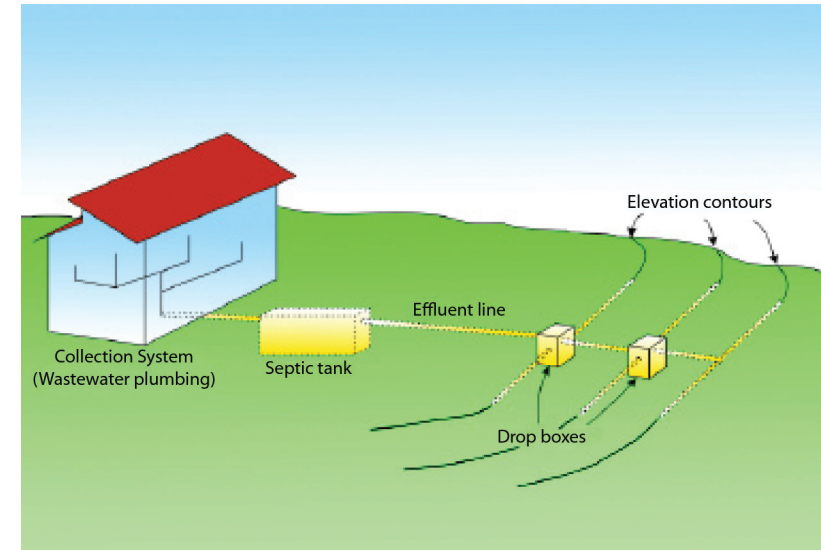 Elevation contours
Effluent line
Collection System
(Wastewater plumbing)
Septic tank
Drop boxes